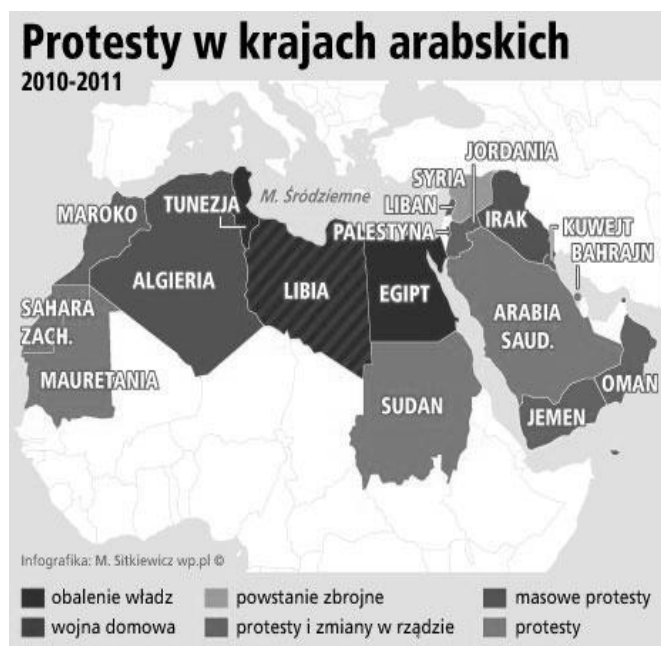 Protesty w krajach arabskich
2010-2011
JORDANIA
SYRIA
M. Śródziemne
LIBAN
TUNEZJA
MAROKO
IRAK
KUWEJT
PALESTYNA
BAHRAJN
ALGIERIA
LIBIA
EGIPT
SAHARA
ZACH.
ARABIA
SAUD.
MAURETANIA
OMAN
SUDAN
JEMEN
Infografika: M. Sitkiewicz wp.pl ©
obalenie władz
powstanie zbrojne
masowe protesty
wojna domowa
protesty i zmiany w rządzie
protesty